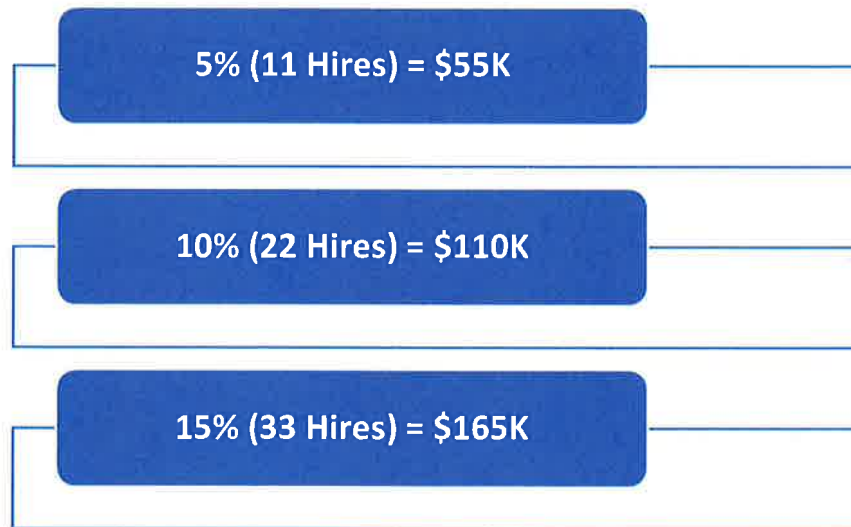 5% (11 Hires) = $55K
10% (22 Hires) = $110K
15% (33 Hires) = $165K